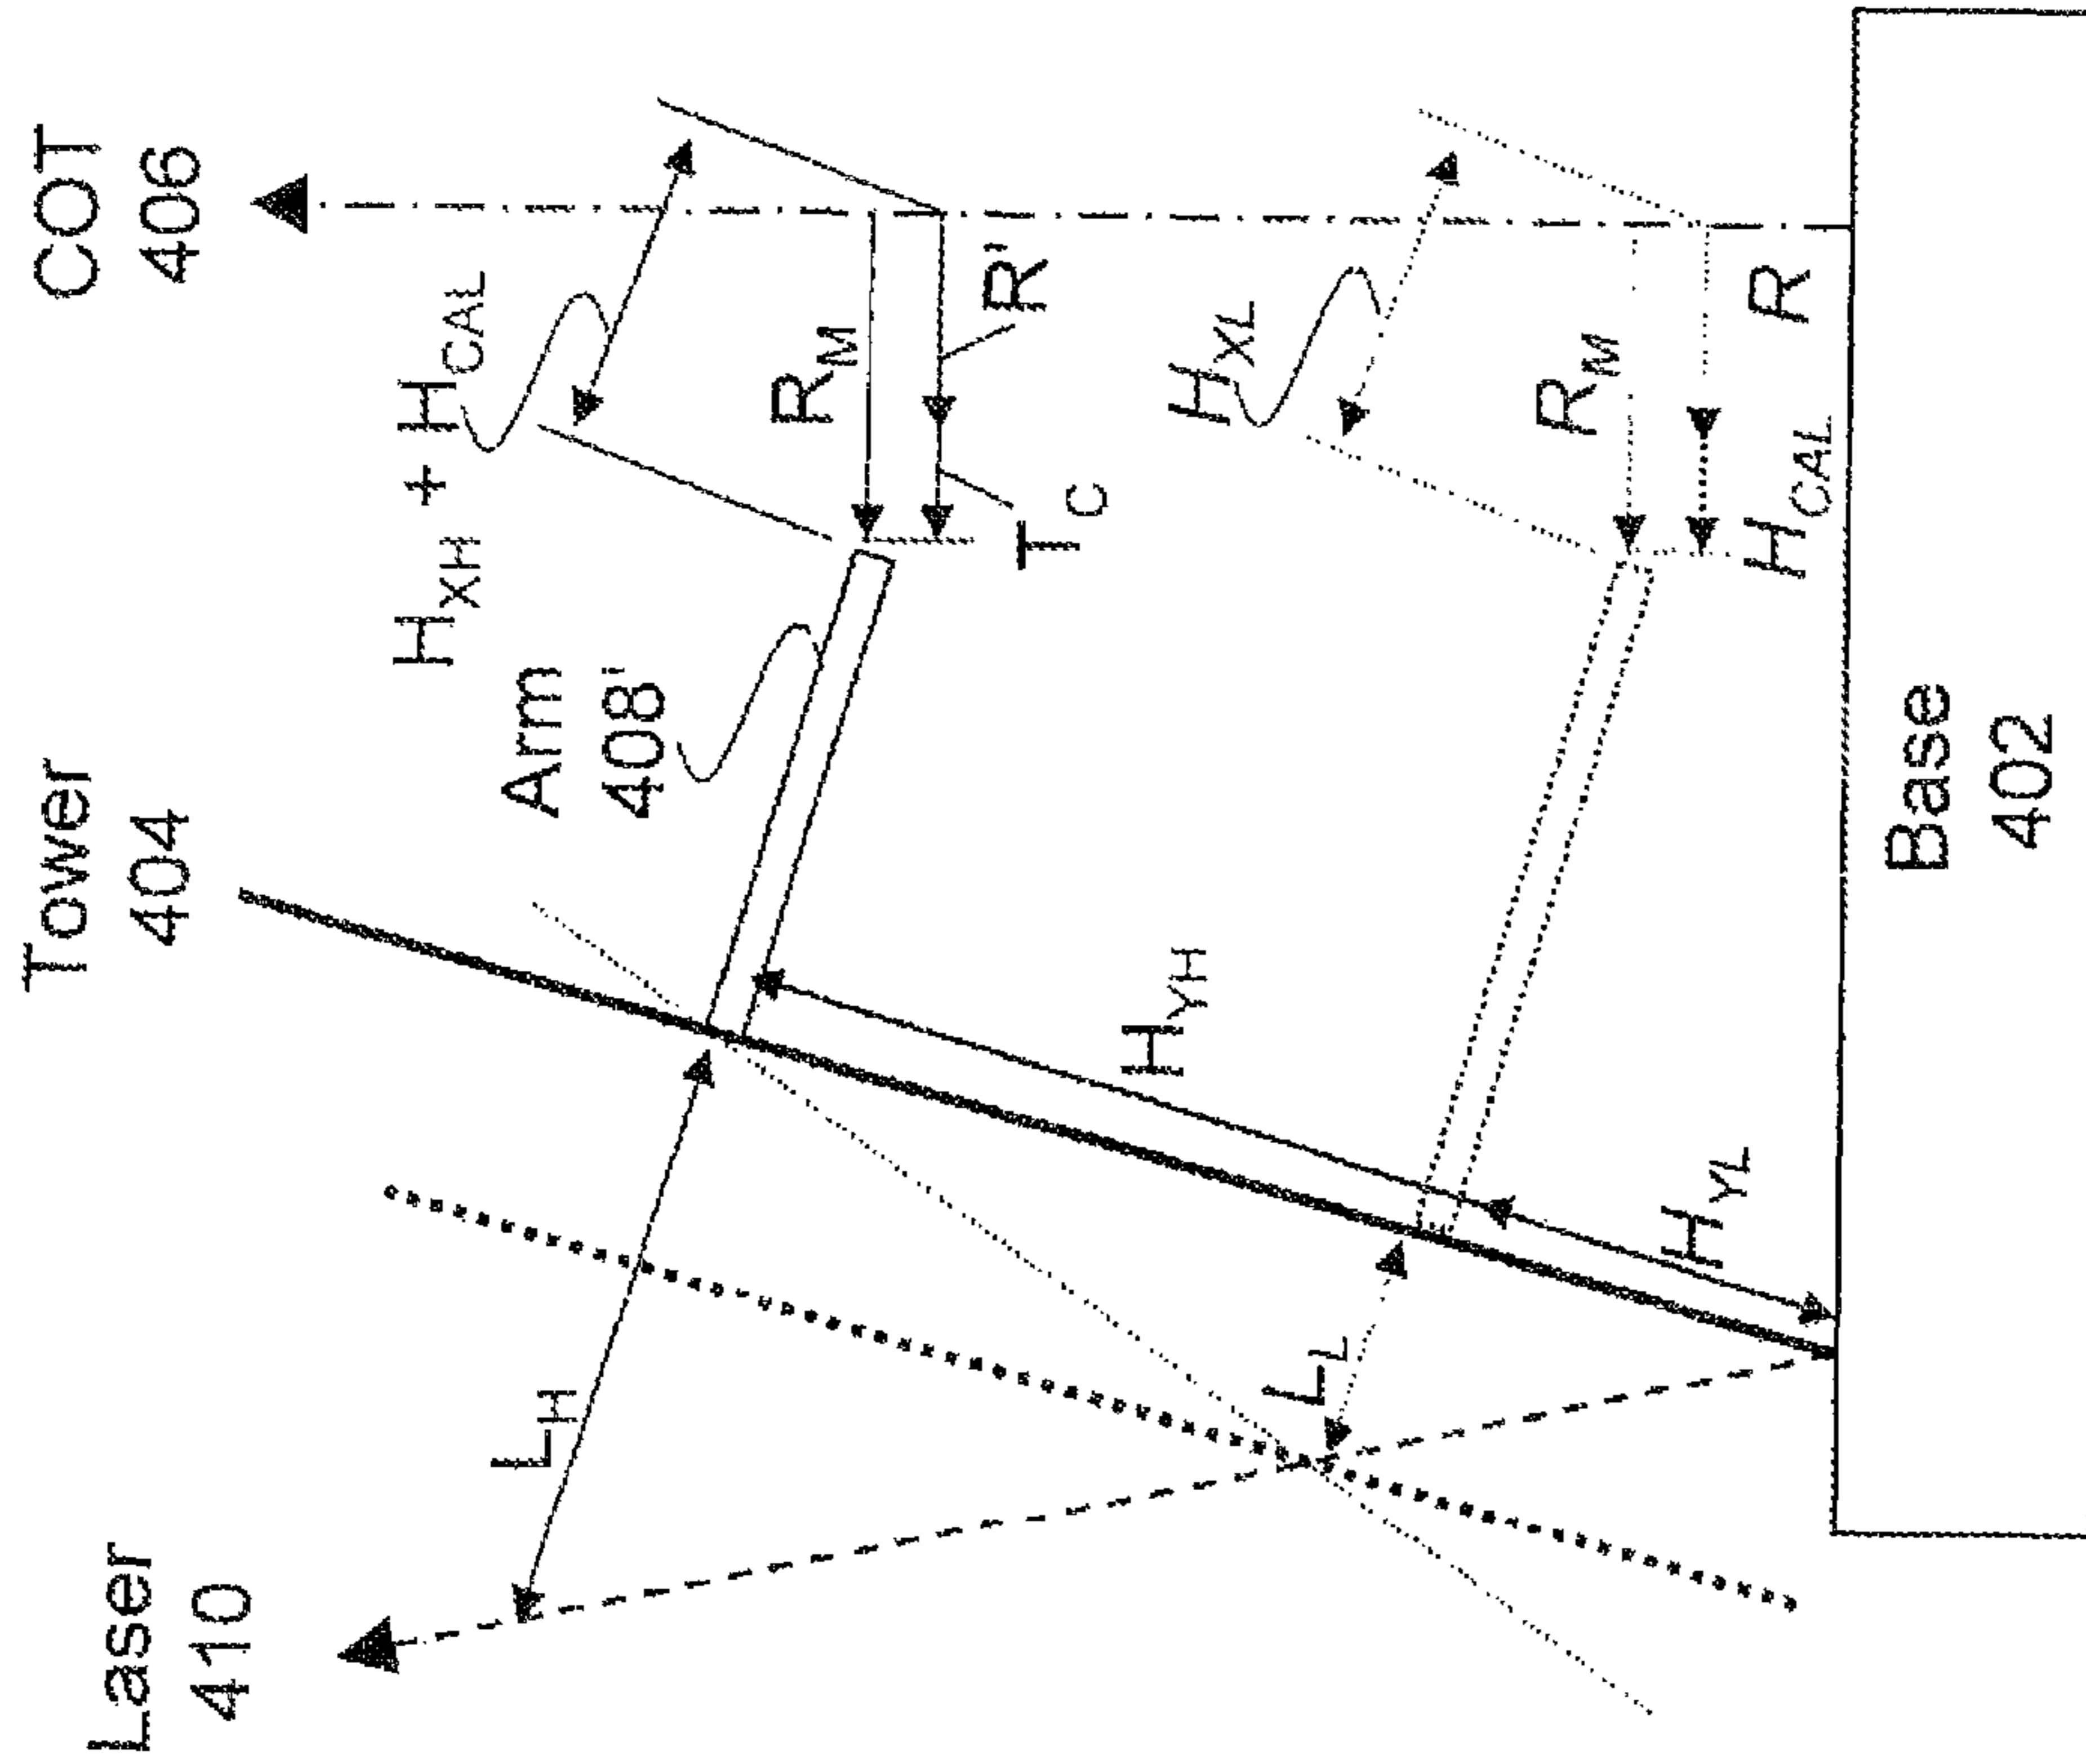 Laser
410
Tower
404
COT
406
L_H
Arm
408'
H_XH + H_CAL
R_M
R'
T_C
H_YH
L_L
H_XL
R_M
R
H_CAL
H_YL
Base
402